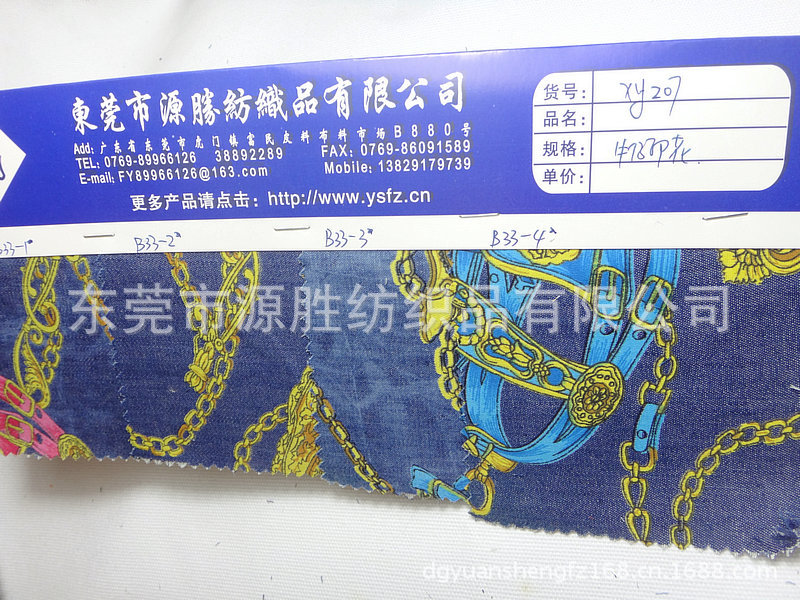 東莞市源勝紡織品有限公司
Add: 广东省东莞市虎门镇富民皮料布料市场B880号
TEL: 0769-89966126 38892289 FAX: 0769-86091589
E-mail: FY89966126@163.com Mobile: 13829179739
更多产品请点击：http://www.ysfz.cn
货号： XY207
品名：
规格： 牛仔印花
单价：
B33-1# B33-2# B33-3# B33-4#
东莞市源胜纺织品有限公司
dgyuanshengfz168.cn.1688.com